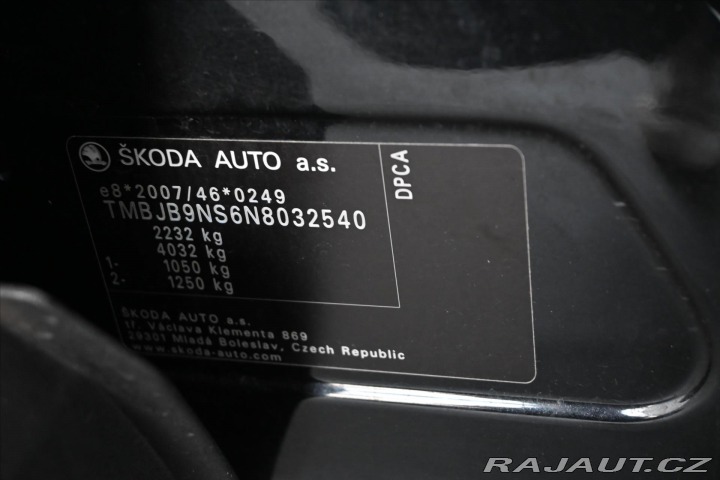 ŠKODA AUTO a.s.
DPCA
e8*2007/46*0249
TMBJB9NS6N8032540
2232 kg
4032 kg
1- 1050 kg
2- 1250 kg
ŠKODA AUTO a.s.
tř. Václava Klementa 869
29301 Mladá Boleslav, Czech Republic
www.skoda-auto.com
RAJAUT.CZ